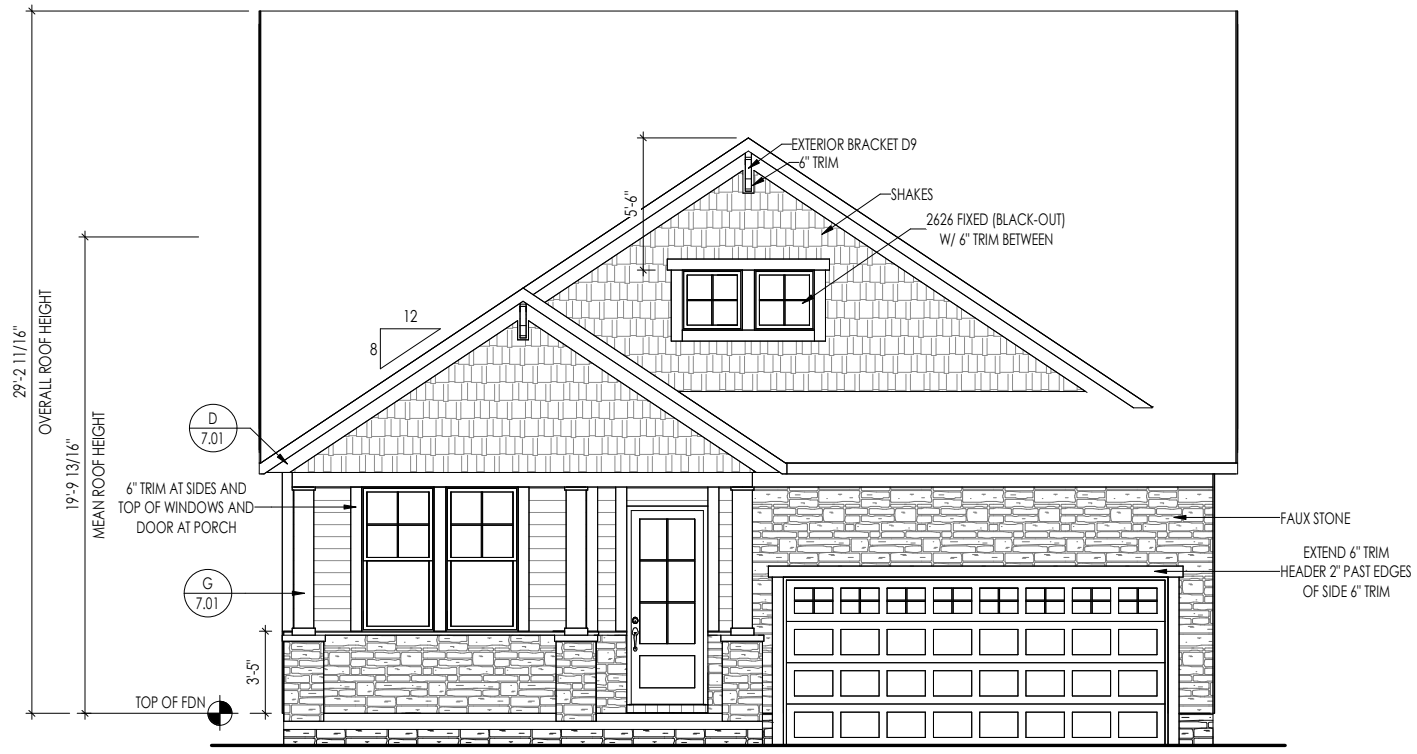 EXTERIOR BRACKET D9
6" TRIM
SHAKES
2626 FIXED (BLACK-OUT)
W/ 6" TRIM BETWEEN
5'-6"
12
8
29'-2 11/16"
OVERALL ROOF HEIGHT
19'-9 13/16"
MEAN ROOF HEIGHT
D
7.01
6" TRIM AT SIDES AND
TOP OF WINDOWS AND
DOOR AT PORCH
G
7.01
3'-5"
TOP OF FDN
FAUX STONE
EXTEND 6" TRIM
HEADER 2" PAST EDGES
OF SIDE 6" TRIM